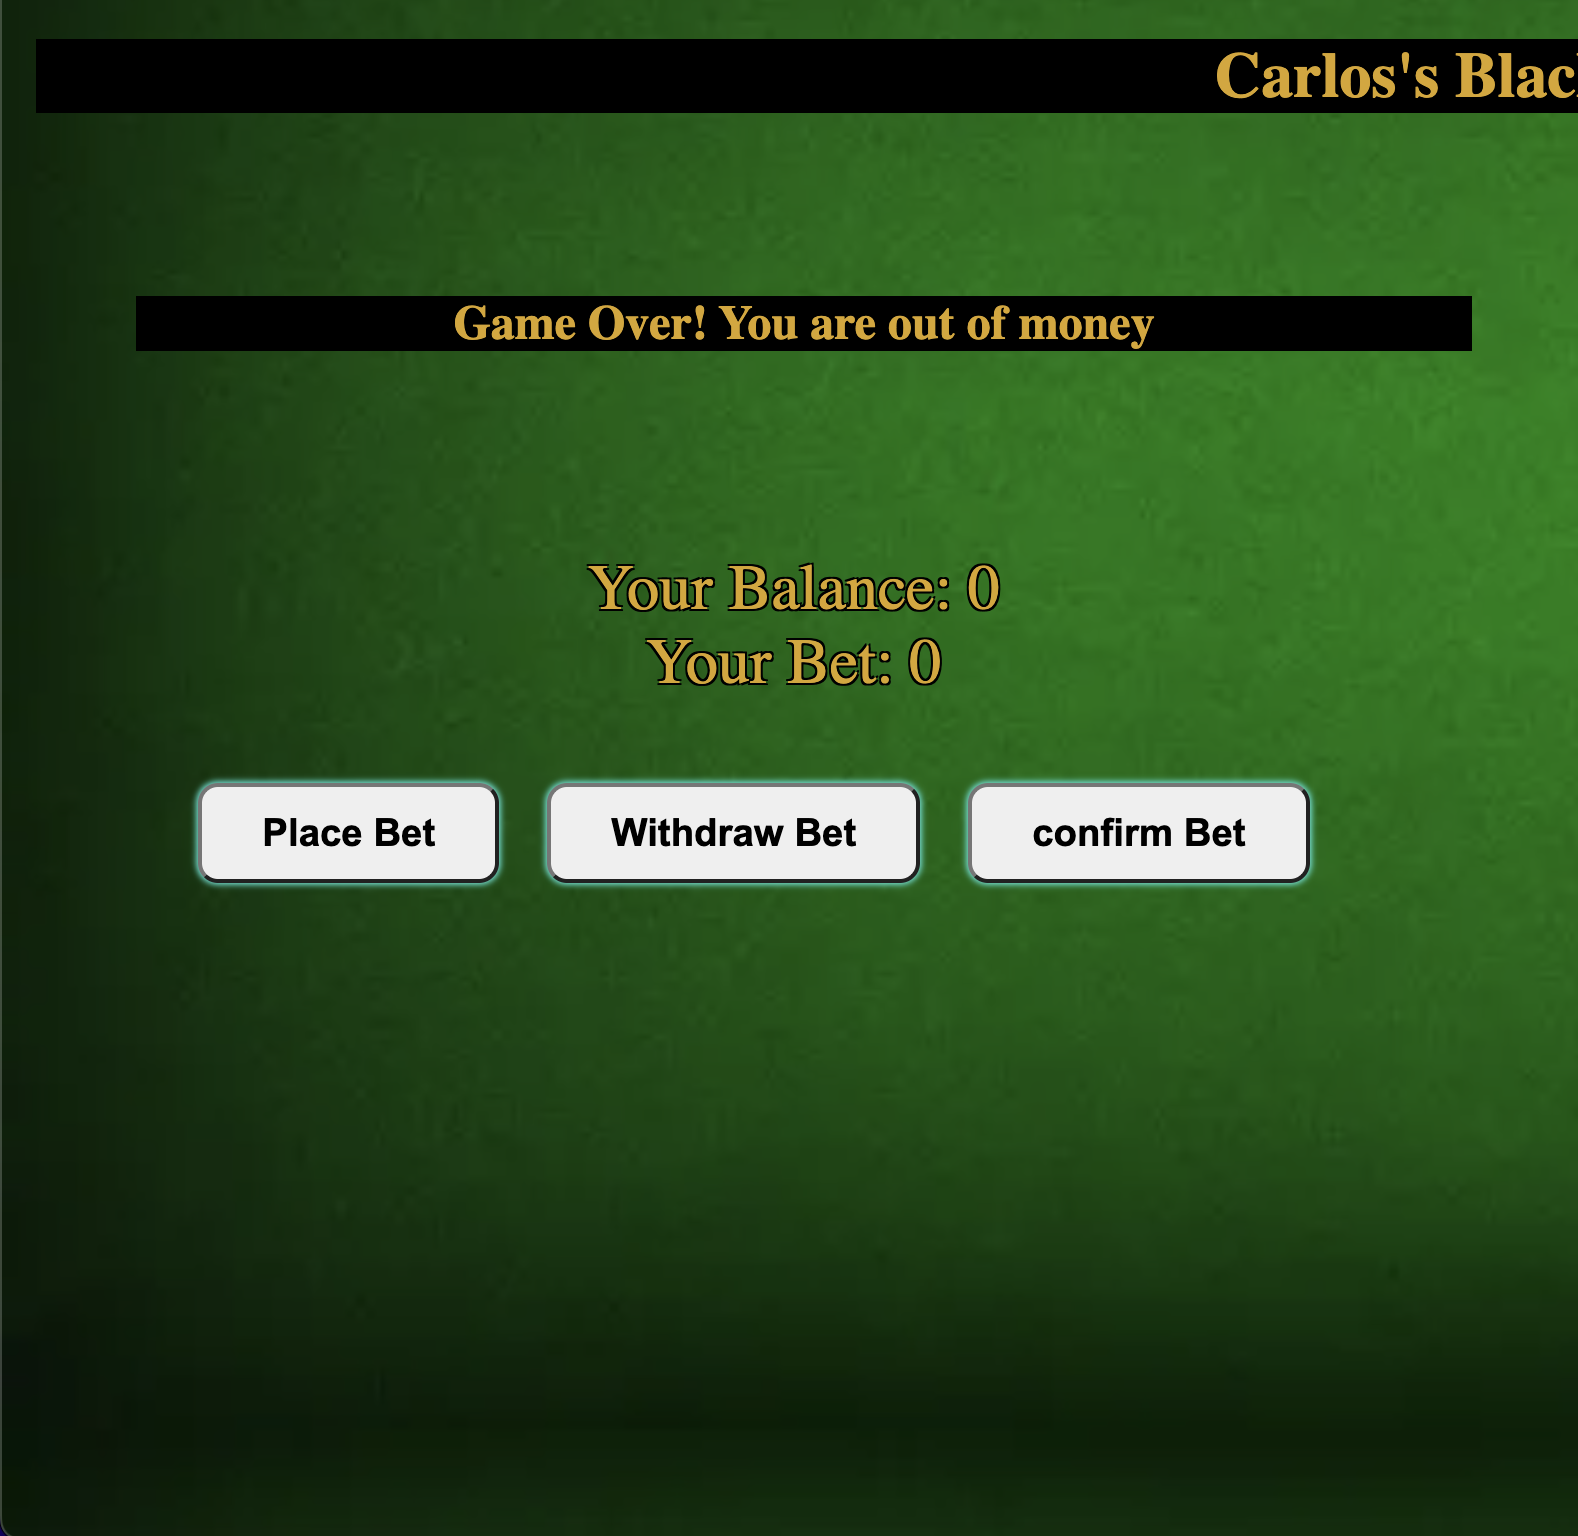 Carlos's Blac
Game Over! You are out of money
Your Balance: 0
Your Bet: 0
Place Bet
Withdraw Bet
confirm Bet